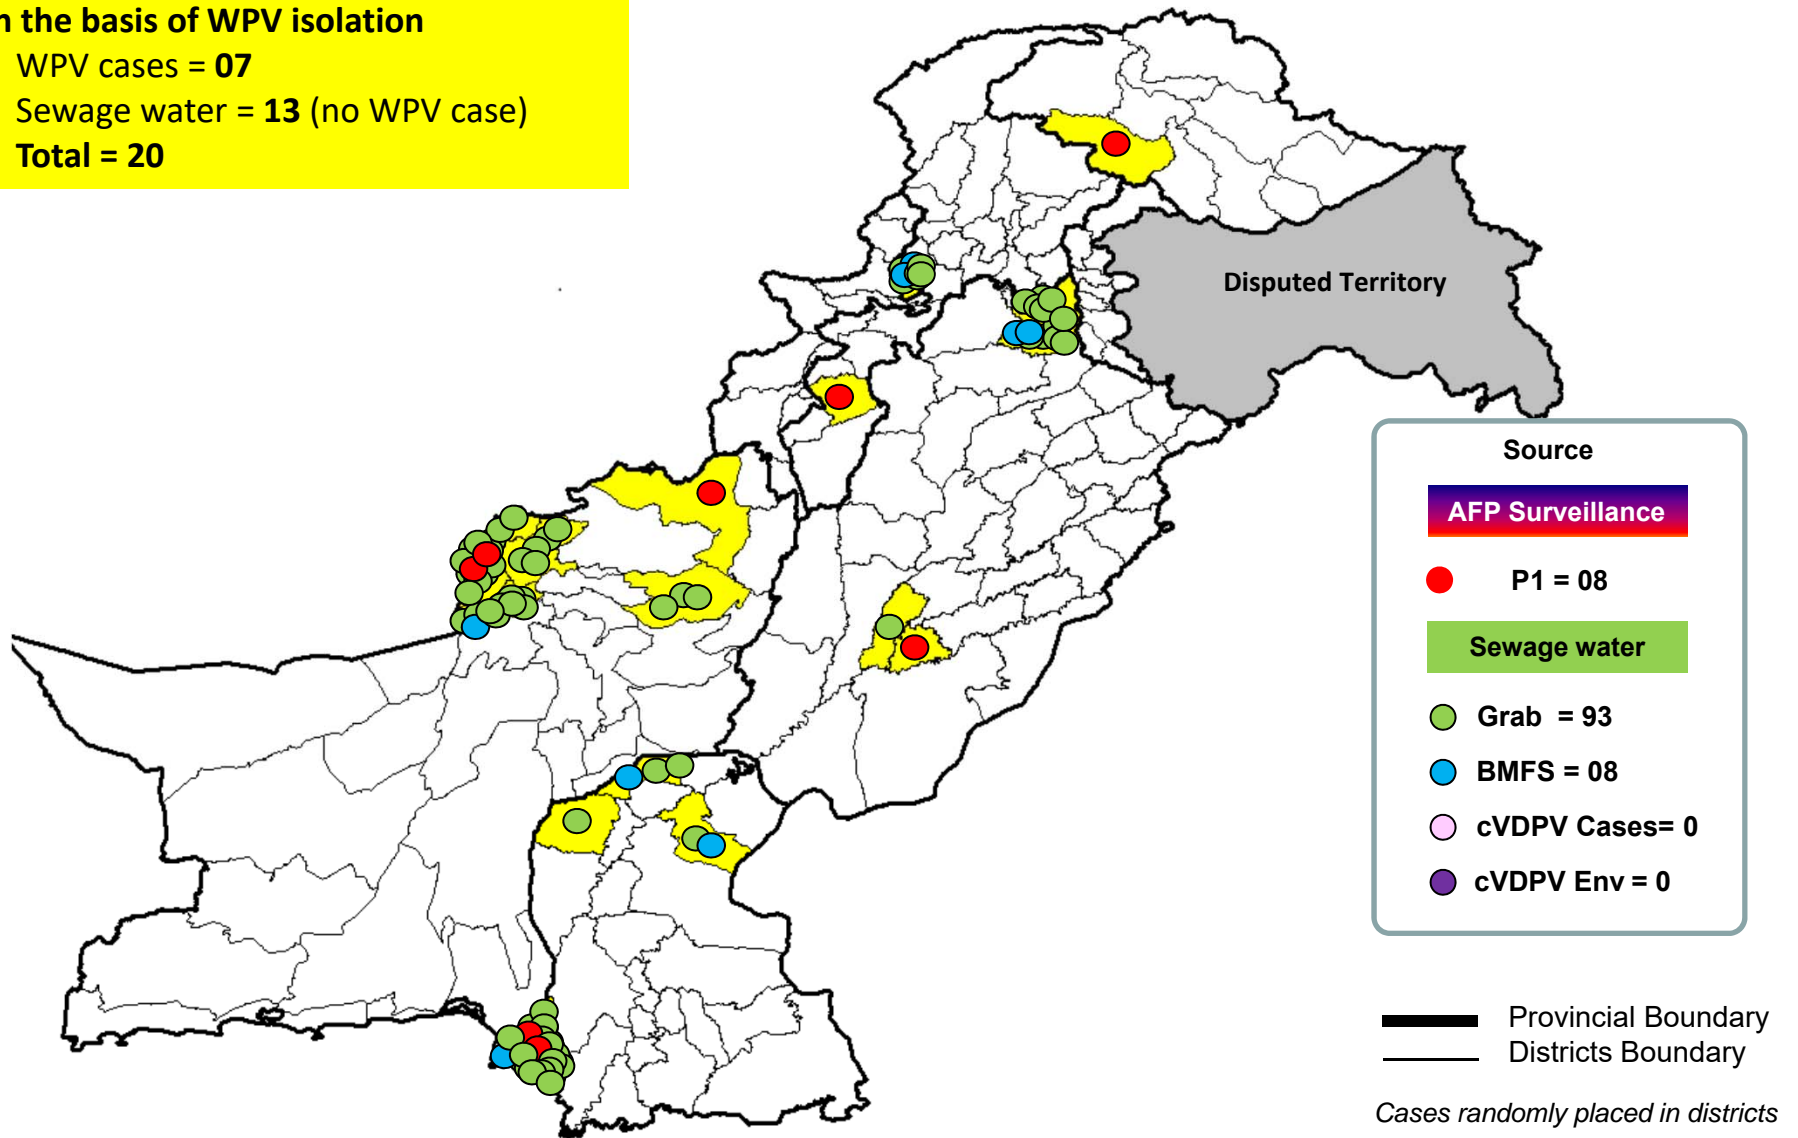 n the basis of WPV isolation
WPV cases = 07
Sewage water = 13 (no WPV case)
Total = 20
Disputed Territory
Source
AFP Surveillance
P1 = 08
Sewage water
Grab = 93
BMFS = 08
cVDPV Cases= 0
cVDPV Env = 0
Provincial Boundary
Districts Boundary
Cases randomly placed in districts